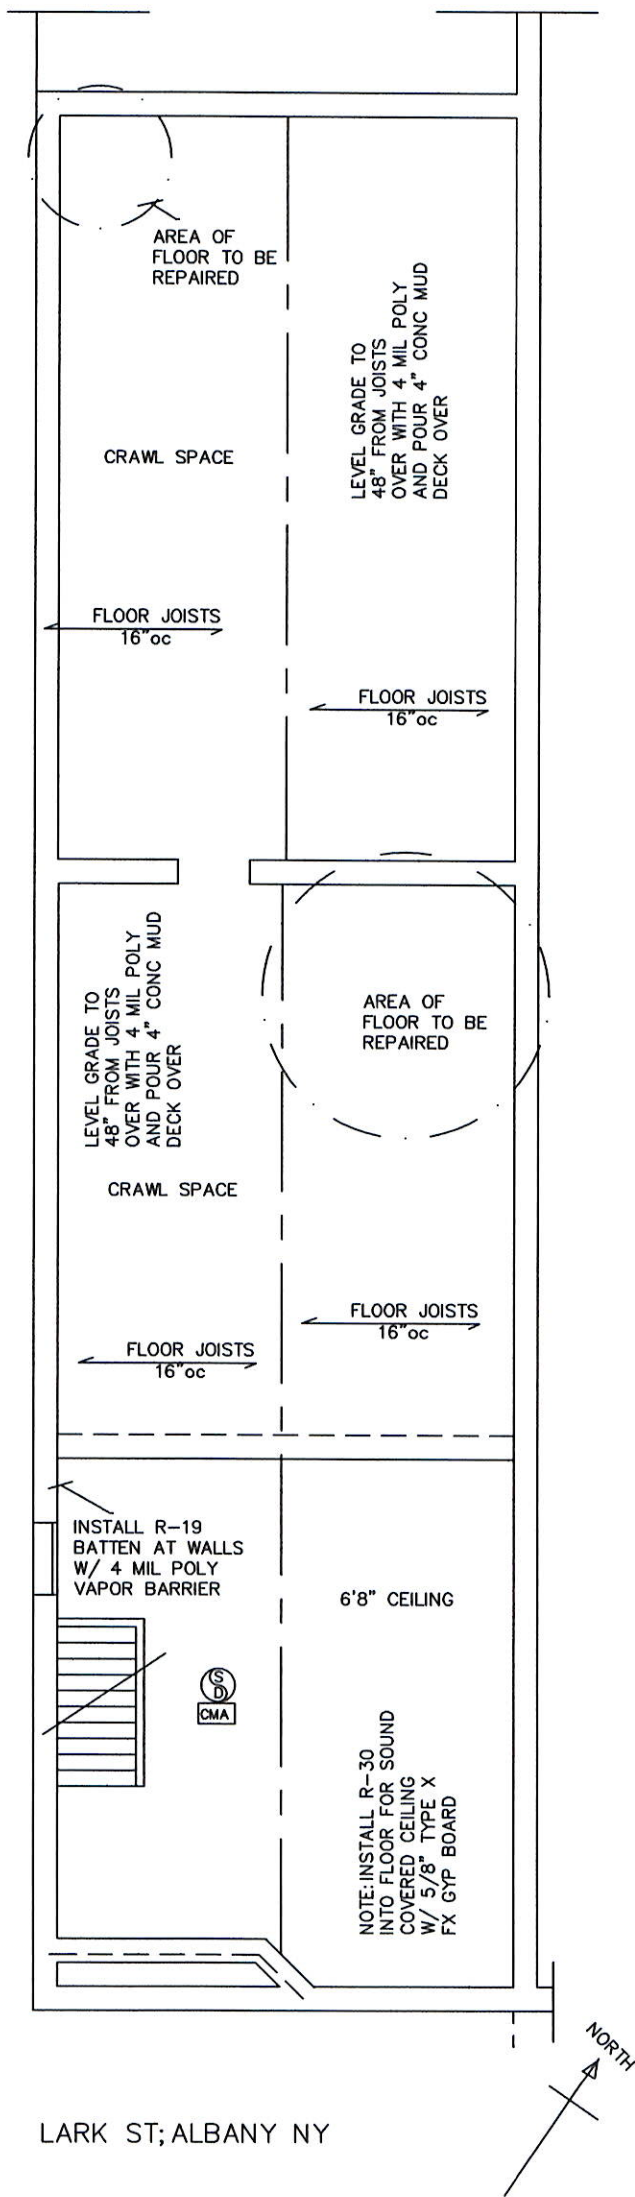 AREA OF
FLOOR TO BE
REPAIRED
LEVEL GRADE TO
48" FROM JOISTS
OVER WITH 4 MIL POLY
AND POUR 4" CONC MUD
DECK OVER
CRAWL SPACE
FLOOR JOISTS
16"oc
FLOOR JOISTS
16"oc
LEVEL GRADE TO
48" FROM JOISTS
OVER WITH 4 MIL POLY
AND POUR 4" CONC MUD
DECK OVER
AREA OF
FLOOR TO BE
REPAIRED
CRAWL SPACE
FLOOR JOISTS
16"oc
FLOOR JOISTS
16"oc
INSTALL R-19
BATTEN AT WALLS
W/ 4 MIL POLY
VAPOR BARRIER
6'8" CEILING
S
D
CMA
NOTE:INSTALL R-30
INTO FLOOR FOR SOUND
COVERED CEILING
W/ 5/8" TYPE X
FX GYP BOARD
NORTH
LARK ST; ALBANY NY